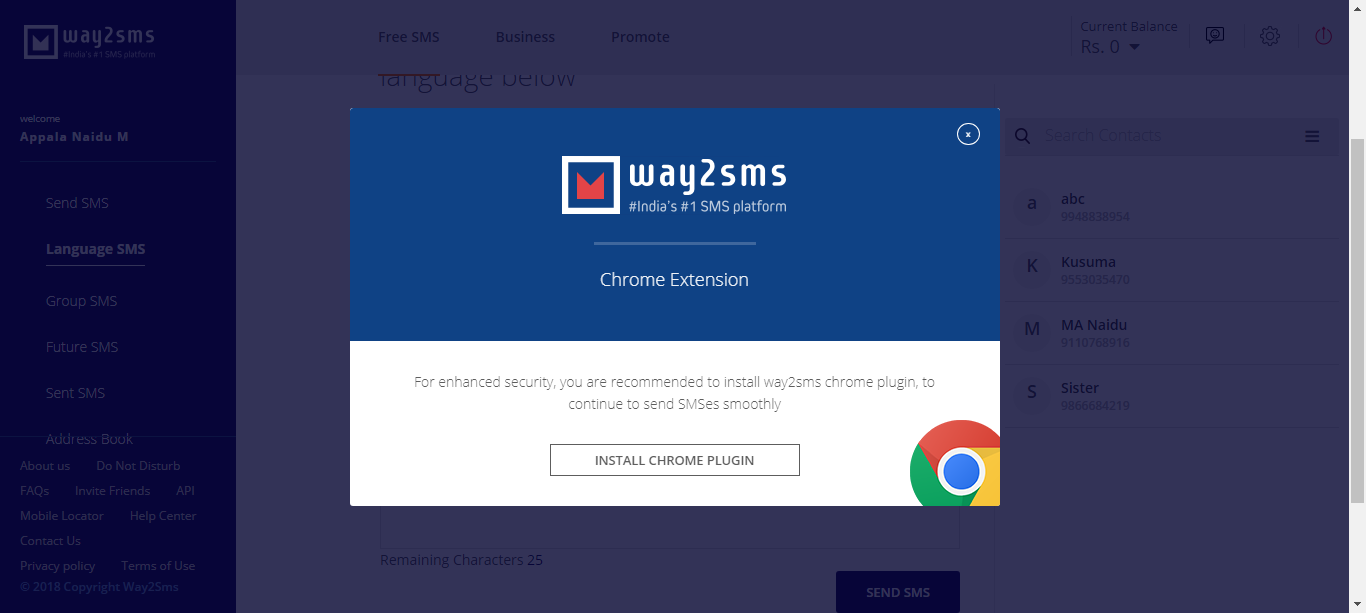 way2sms
#India's #1 SMS platform
welcome
Appala Naidu M
Send SMS
Language SMS
Group SMS
Future SMS
Sent SMS
Address Book
About us Do Not Disturb
FAQs Invite Friends API
Mobile Locator Help Center
Contact Us
Privacy policy Terms of Use
© 2018 Copyright Way2Sms
Free SMS Business Promote
Current Balance
Rs. 0
language below
x
way2sms
#India's #1 SMS platform
Chrome Extension
For enhanced security, you are recommended to install way2sms chrome plugin, to
continue to send SMSes smoothly
INSTALL CHROME PLUGIN
Remaining Characters 25
SEND SMS
Search Contacts
a abc
9948838954
K Kusuma
9553035470
M MA Naidu
9110768916
S Sister
9866684219